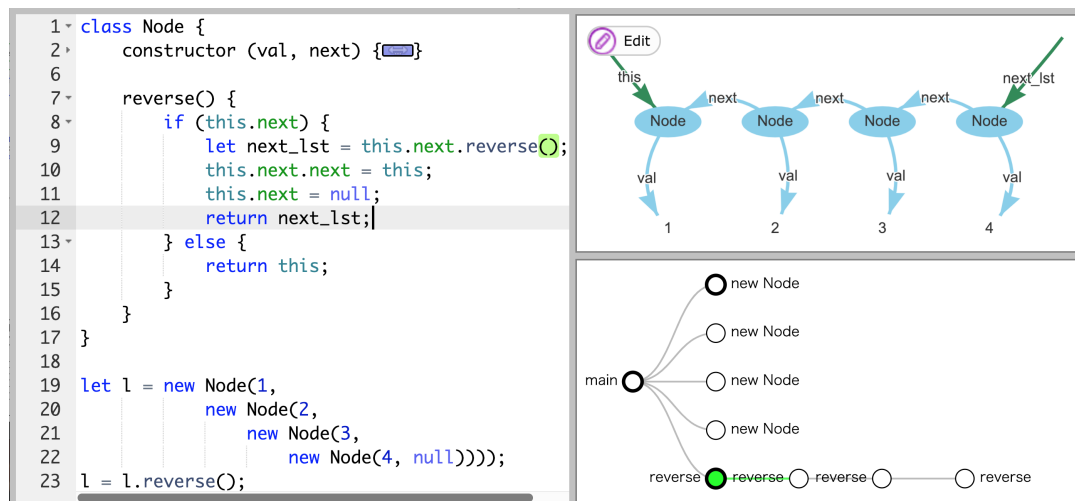 1 class Node {
2 constructor (val, next) {}
6
7 reverse() {
8 if (this.next) {
9 let next_lst = this.next.reverse();
10 this.next.next = this;
11 this.next = null;
12 return next_lst;
13 } else {
14 return this;
15 }
16 }
17 }
18
19 let l = new Node(1,
20 new Node(2,
21 new Node(3,
22 new Node(4, null))));
23 l = l.reverse();
Edit
this
next_lst
next next next
Node Node Node Node
val val val val
1 2 3 4
new Node
new Node
main new Node
new Node
reverse reverse reverse reverse